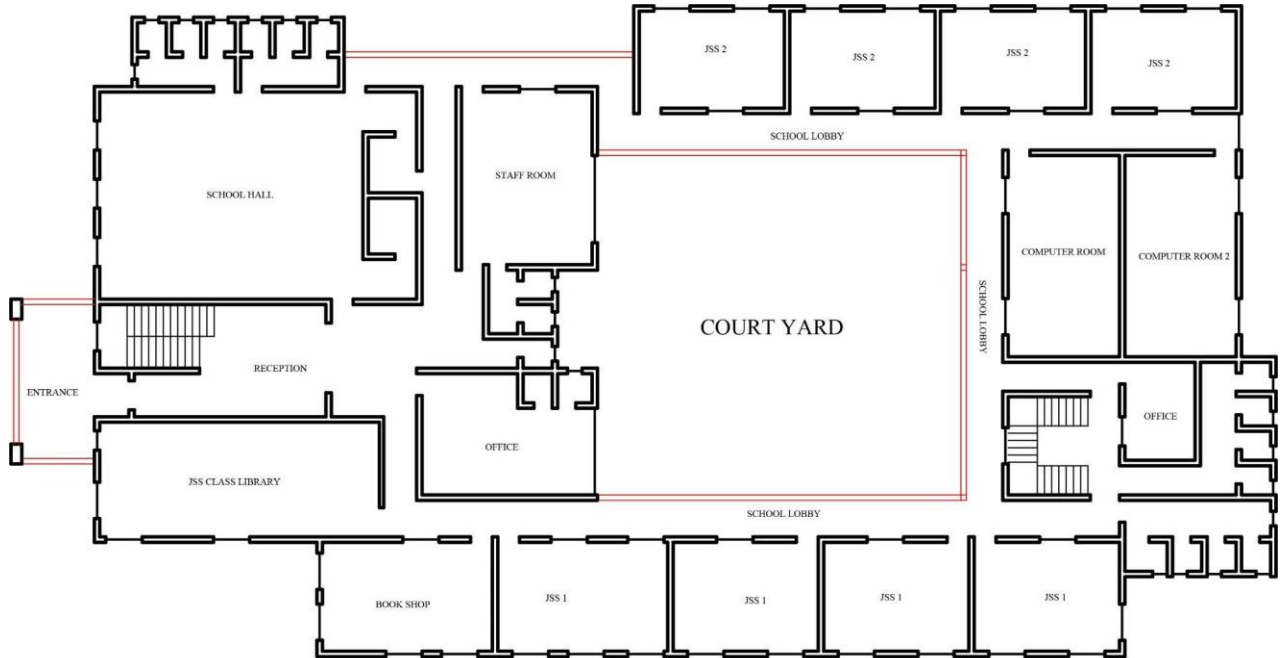 JSS 2
JSS 2
JSS 2
JSS 2
SCHOOL LOBBY
STAFF ROOM
SCHOOL HALL
COMPUTER ROOM
COMPUTER ROOM 2
SCHOOL LOBBY
COURT YARD
RECEPTION
ENTRANCE
OFFICE
OFFICE
JSS CLASS LIBRARY
SCHOOL LOBBY
BOOK SHOP
JSS 1
JSS 1
JSS 1
JSS 1